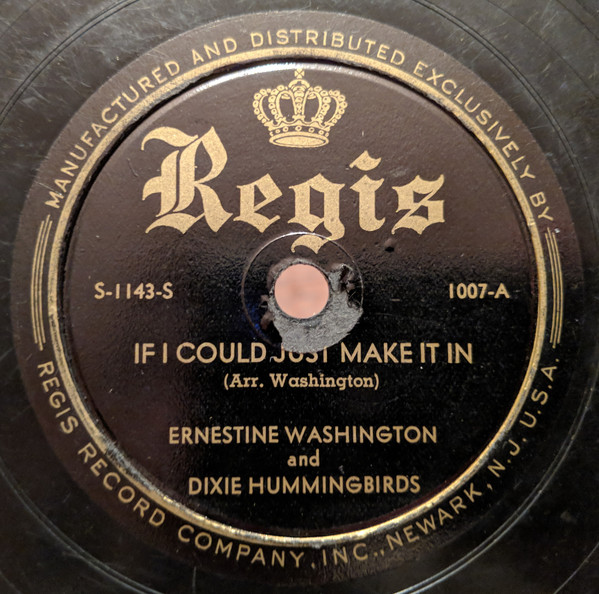 MANUFACTURED AND DISTRIBUTED EXCLUSIVELY BY
Regis
S-1143-S
1007-A
IF I COULD JUST MAKE IT IN
(Arr. Washington)
ERNESTINE WASHINGTON
and
DIXIE HUMMINGBIRDS
REGIS RECORD COMPANY, INC., NEWARK, N.J. U.S.A.